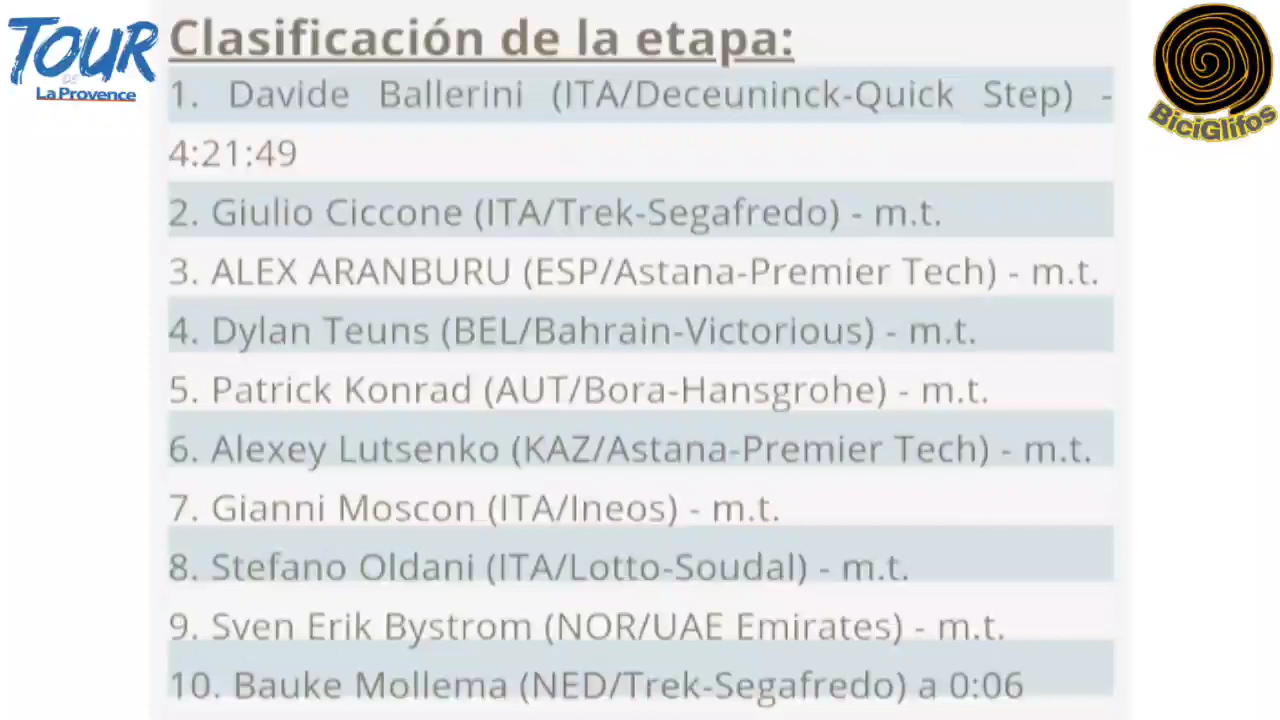 TOUR
DE
La Provence
Clasificación de la etapa:
1. Davide Ballerini (ITA/Deceuninck-Quick Step) -
4:21:49
2. Giulio Ciccone (ITA/Trek-Segafredo) - m.t.
3. ALEX ARANBURU (ESP/Astana-Premier Tech) - m.t.
4. Dylan Teuns (BEL/Bahrain-Victorious) - m.t.
5. Patrick Konrad (AUT/Bora-Hansgrohe) - m.t.
6. Alexey Lutsenko (KAZ/Astana-Premier Tech) - m.t.
7. Gianni Moscon (ITA/Ineos) - m.t.
8. Stefano Oldani (ITA/Lotto-Soudal) - m.t.
9. Sven Erik Bystrom (NOR/UAE Emirates) - m.t.
10. Bauke Mollema (NED/Trek-Segafredo) a 0:06
BiciGlifos